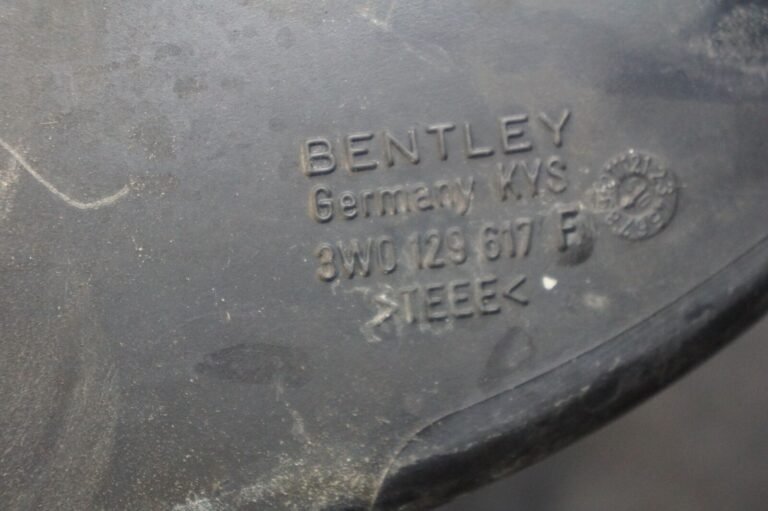 BENTLEY
Germany KYS
3W0 129 617 F
>TEEE<